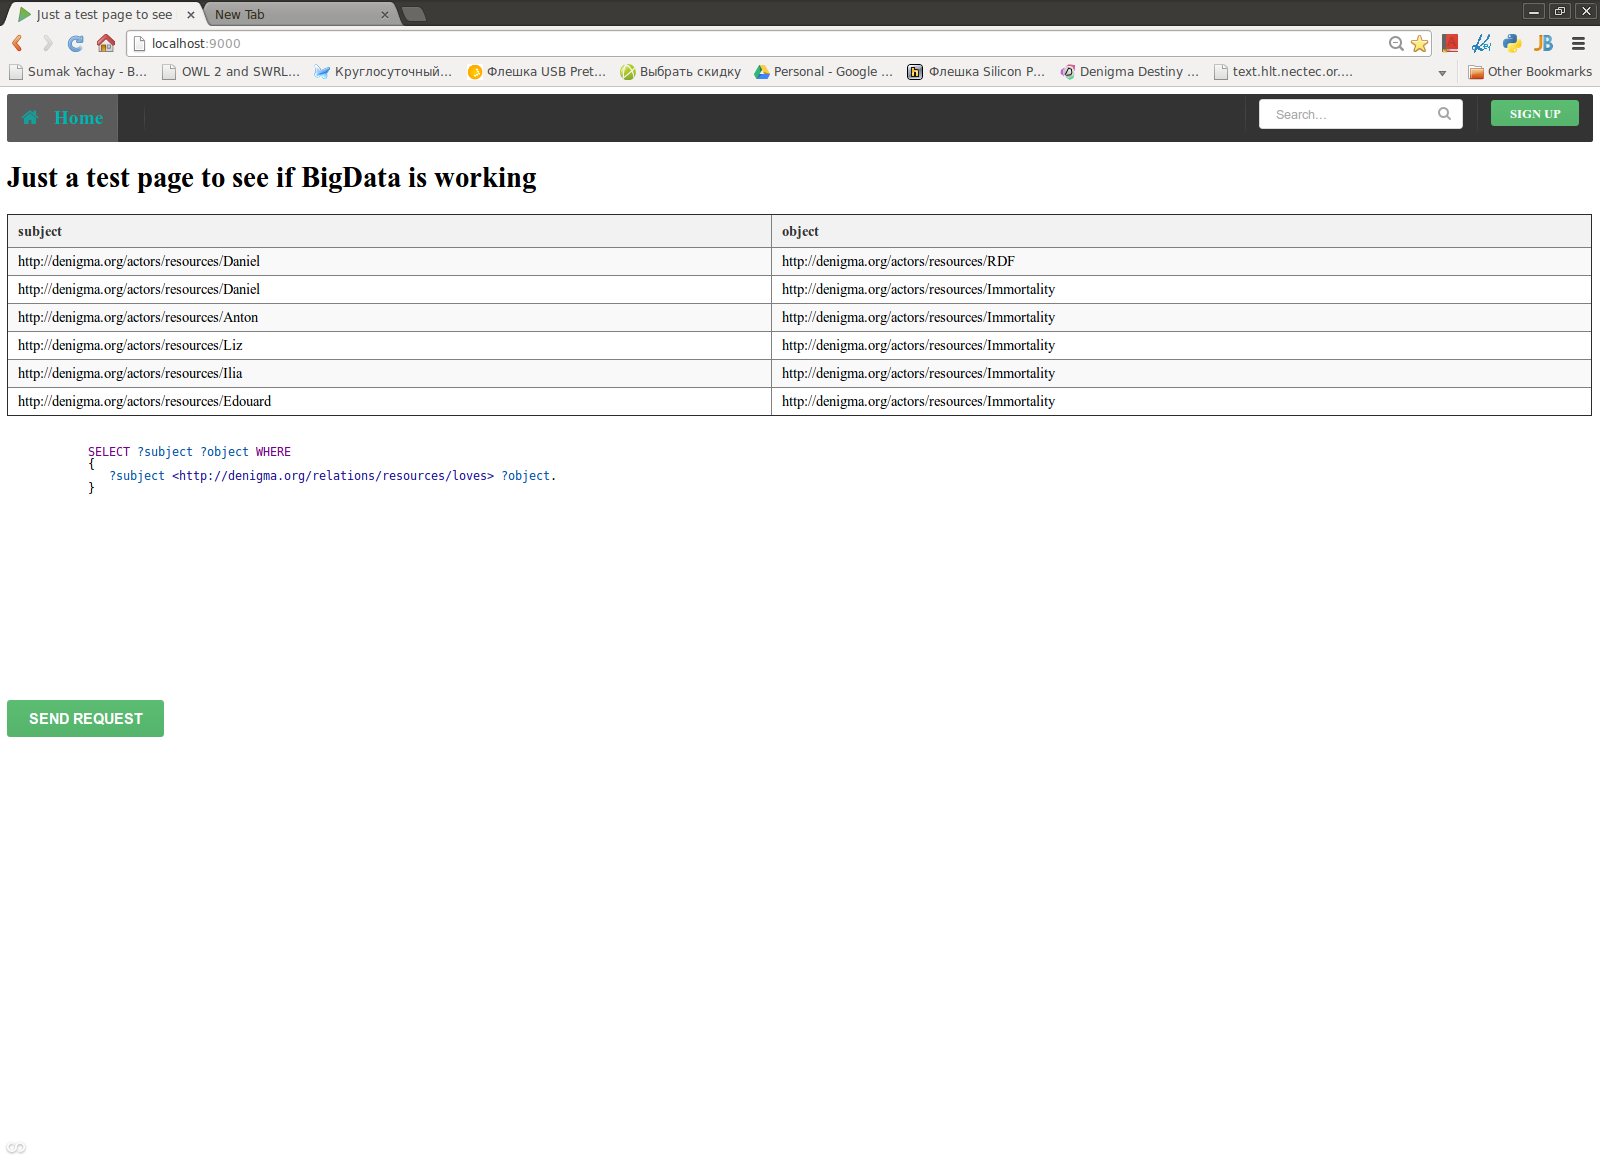 Just a test page to see
New Tab
localhost:9000
Sumak Yachay - B...
OWL 2 and SWRL...
Круглосуточный...
Флешка USB Pret...
Выбрать скидку
Personal - Google ...
Флешка Silicon P...
Denigma Destiny ...
text.hlt.nectec.or....
Other Bookmarks
Home
Search...
SIGN UP
Just a test page to see if BigData is working
subject object
http://denigma.org/actors/resources/Daniel http://denigma.org/actors/resources/RDF
http://denigma.org/actors/resources/Daniel http://denigma.org/actors/resources/Immortality
http://denigma.org/actors/resources/Anton http://denigma.org/actors/resources/Immortality
http://denigma.org/actors/resources/Liz http://denigma.org/actors/resources/Immortality
http://denigma.org/actors/resources/Ilia http://denigma.org/actors/resources/Immortality
http://denigma.org/actors/resources/Edouard http://denigma.org/actors/resources/Immortality
SELECT ?subject ?object WHERE
{
?subject <http://denigma.org/relations/resources/loves> ?object.
}
SEND REQUEST